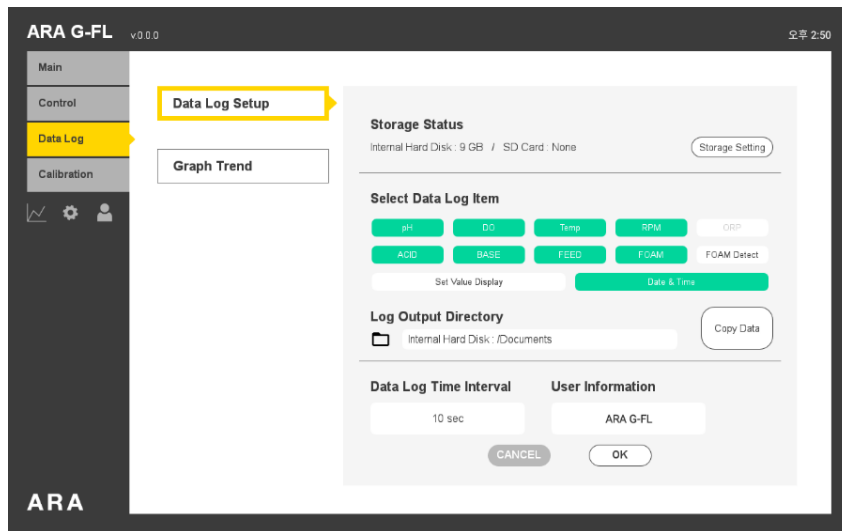 ARA G-FL v.0.0.0 오후 2:50
Main
Control
Data Log
Calibration
Data Log Setup
Graph Trend
Storage Status
Internal Hard Disk : 9 GB / SD Card : None
Storage Setting
Select Data Log Item
pH DO Temp RPM ORP
ACID BASE FEED FOAM FOAM Detect
Set Value Display Date & Time
Log Output Directory
Internal Hard Disk : /Documents
Copy Data
Data Log Time Interval User Information
10 sec ARA G-FL
CANCEL OK
ARA